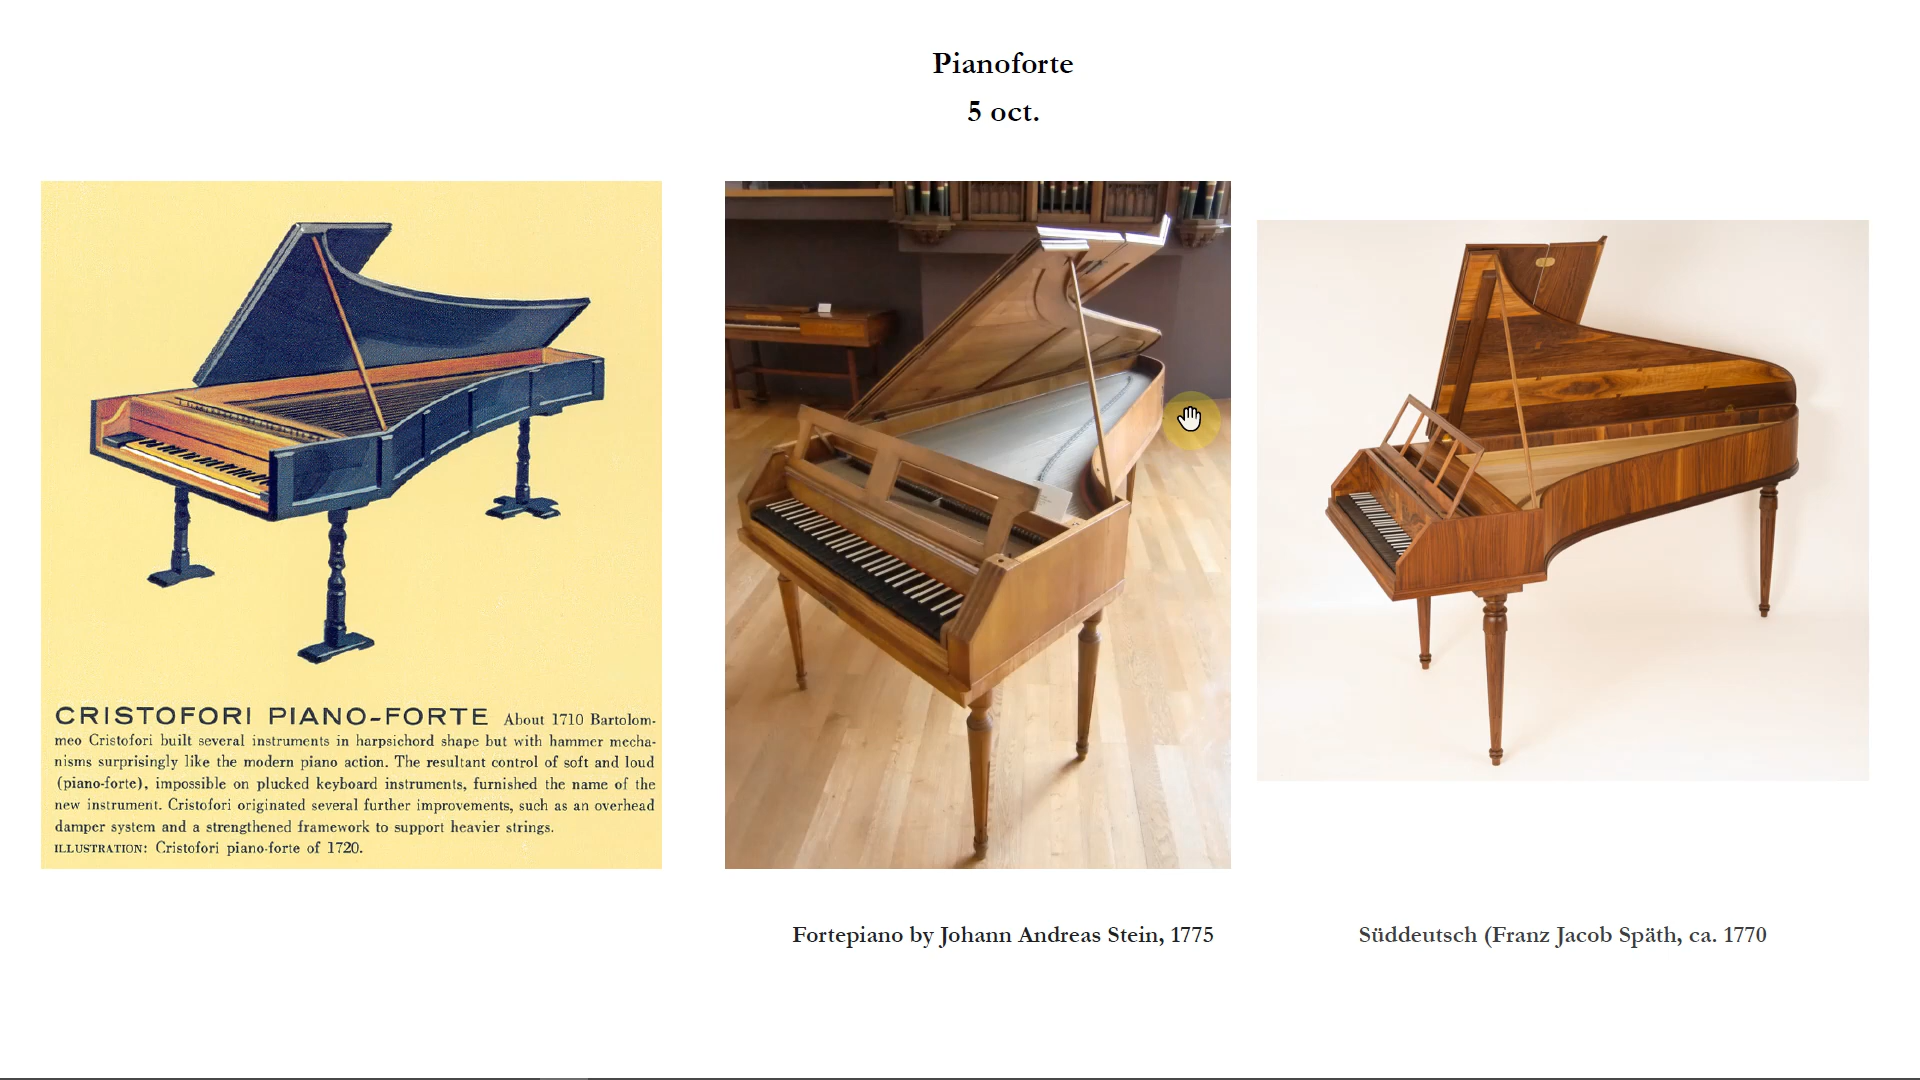 Pianoforte
5 oct.
CRISTOFORI PIANO-FORTE About 1710 Bartolom-
meo Cristofori built several instruments in harpsichord shape but with hammer mecha-
nisms surprisingly like the modern piano action. The resultant control of soft and loud
(piano-forte), impossible on plucked keyboard instruments, furnished the name of the
new instrument. Cristofori originated several further improvements, such as an overhead
damper system and a strengthened framework to support heavier strings.
ILLUSTRATION: Cristofori piano-forte of 1720.
Fortepiano by Johann Andreas Stein, 1775
Süddeutsch (Franz Jacob Späth, ca. 1770